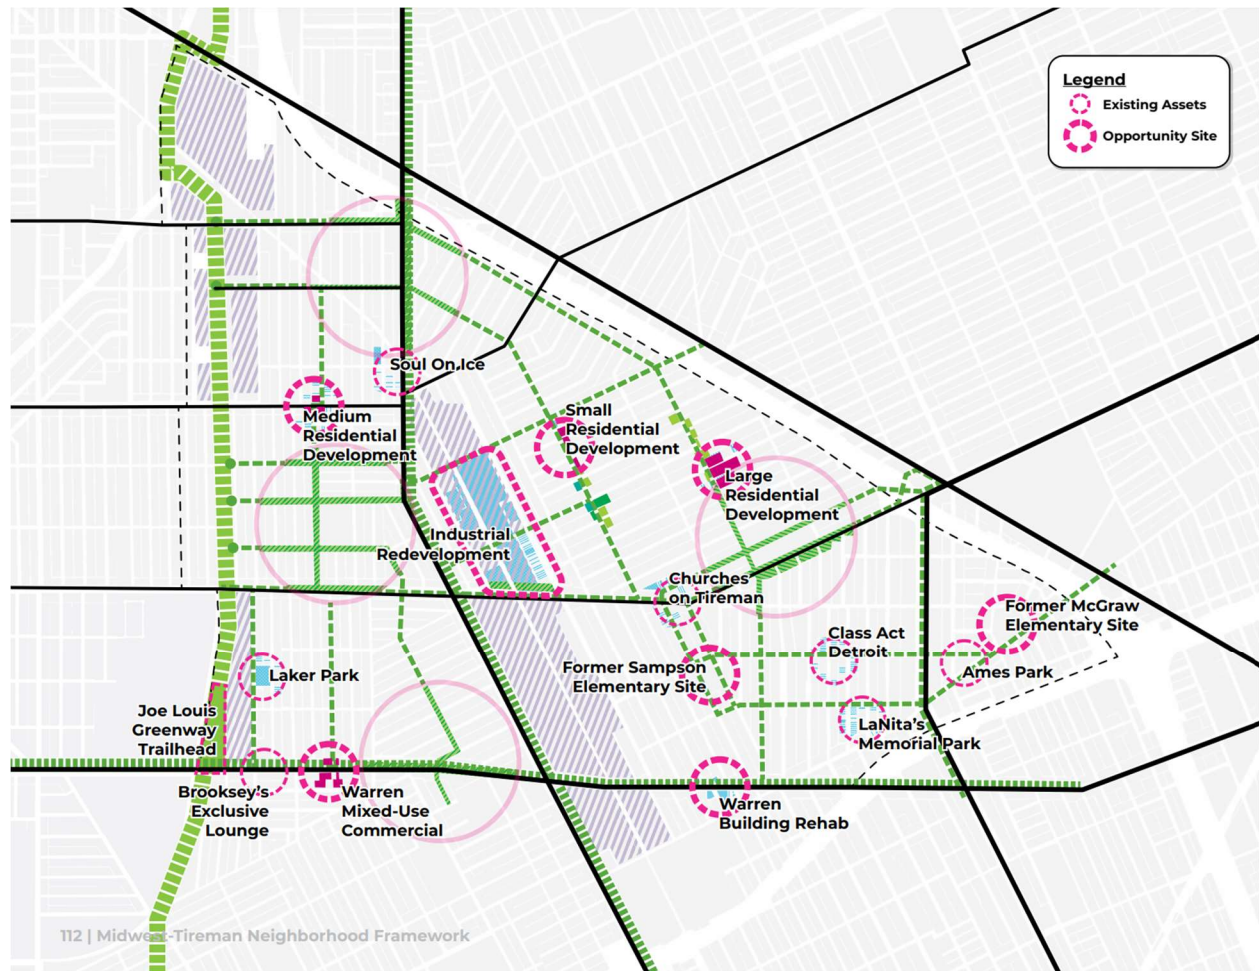 Legend
Existing Assets
Opportunity Site
Soul On Ice
Medium
Residential
Development
Small
Residential
Development
Large
Residential
Development
Industrial
Redevelopment
Churches
on Tireman
Former McGraw
Elementary Site
Class Act
Detroit
Ames Park
Former Sampson
Elementary Site
Laker Park
LaNita's
Memorial Park
Joe Louis
Greenway
Trailhead
Brooksey's
Exclusive
Lounge
Warren
Mixed-Use
Commercial
Warren
Building Rehab
112 | Midwest-Tireman Neighborhood Framework